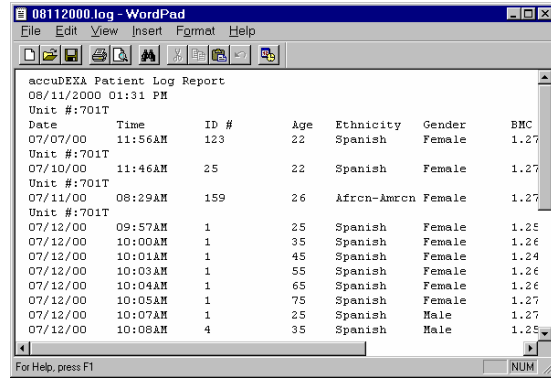 08112000.log - WordPad
File Edit View Insert Format Help
accuDEXA Patient Log Report
08/11/2000 01:31 PM
Unit #:701T
Date Time ID # Age Ethnicity Gender BMC
07/07/00 11:56AM 123 22 Spanish Female 1.27
Unit #:701T
07/10/00 11:46AM 25 22 Spanish Female 1.27
Unit #:701T
07/11/00 08:29AM 159 26 Afrcn-Amrcn Female 1.27
Unit #:701T
07/12/00 09:57AM 1 25 Spanish Female 1.25
07/12/00 10:00AM 1 35 Spanish Female 1.26
07/12/00 10:01AM 1 45 Spanish Female 1.24
07/12/00 10:03AM 1 55 Spanish Female 1.26
07/12/00 10:04AM 1 65 Spanish Female 1.26
07/12/00 10:05AM 1 75 Spanish Female 1.27
07/12/00 10:07AM 1 25 Spanish Male 1.27
07/12/00 10:08AM 4 35 Spanish Male 1.25
For Help, press F1 NUM